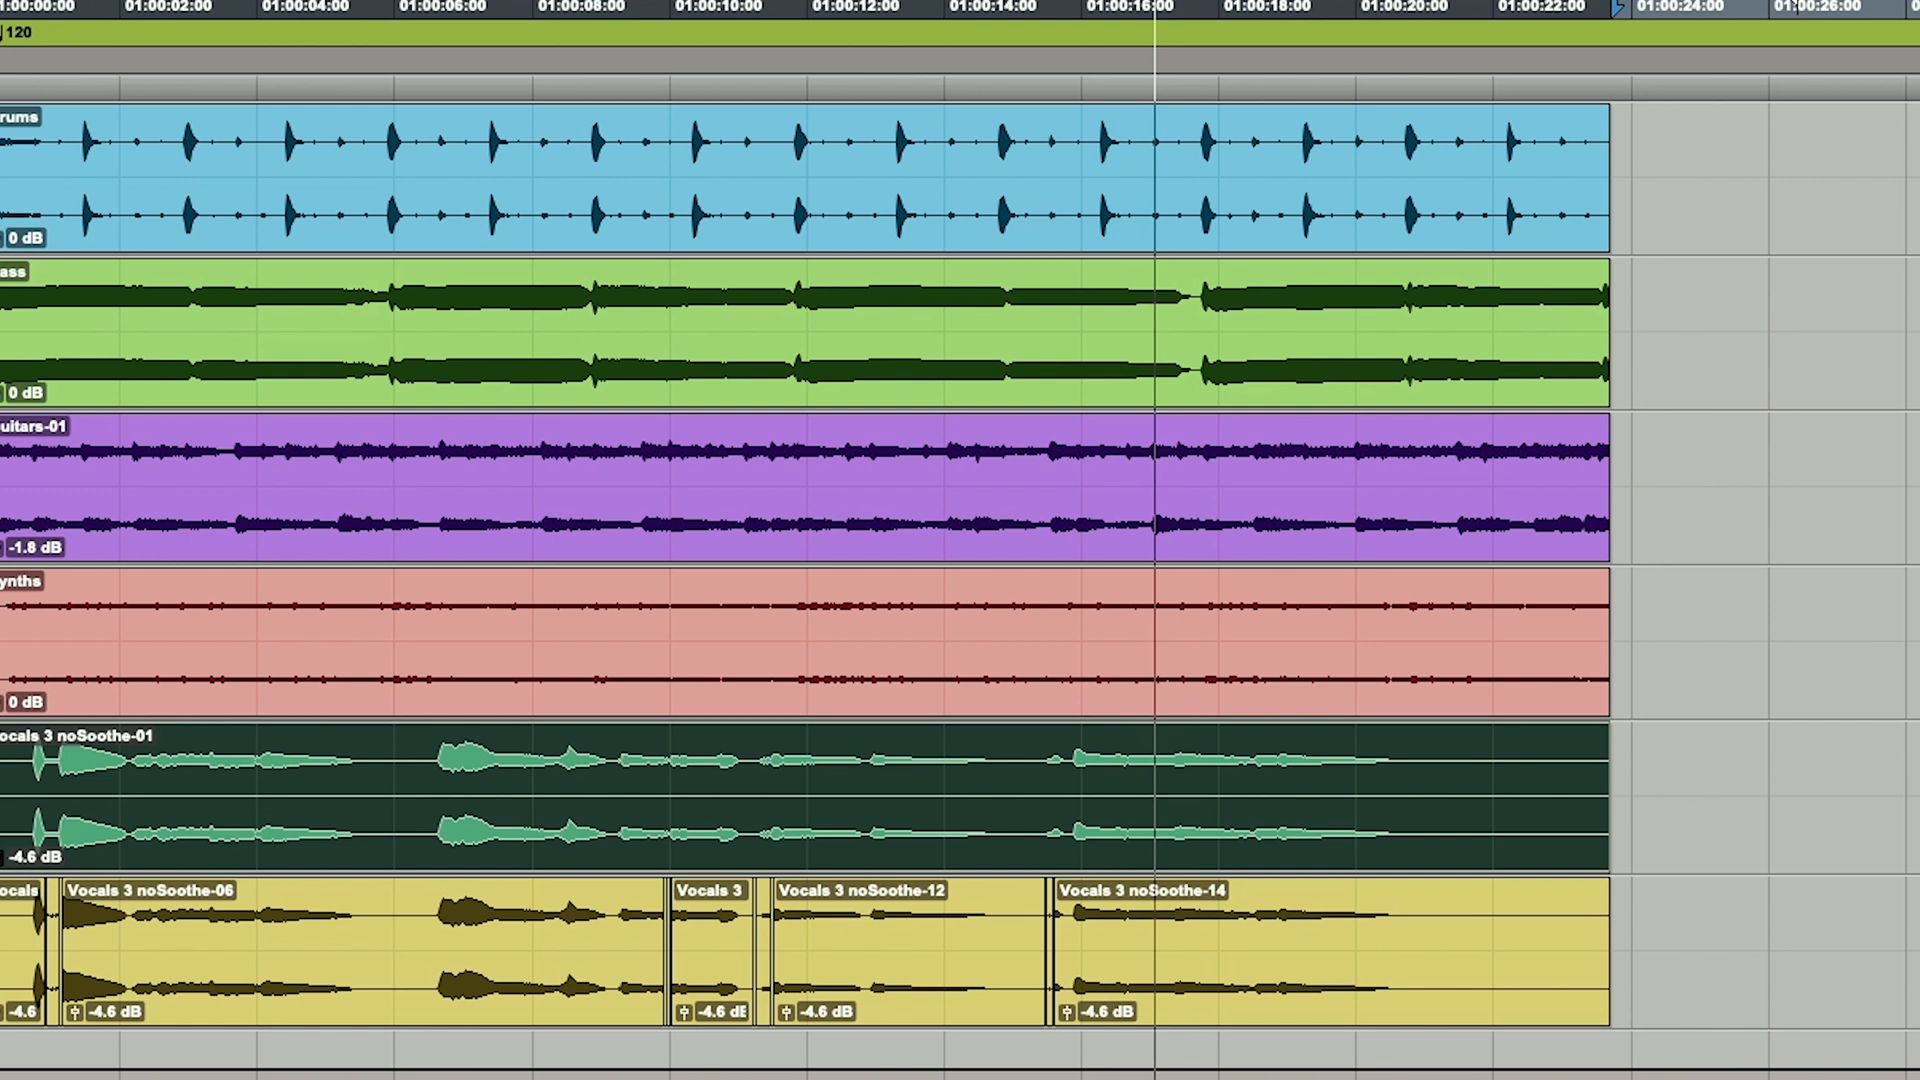 1:00:00:00 01:00:02:00 01:00:04:00 01:00:06:00 01:00:08:00 01:00:10:00 01:00:12:00 01:00:14:00 01:00:16:00 01:00:18:00 01:00:20:00 01:00:22:00 01:00:24:00 01:00:26:00
120
rums
0 dB
ass
0 dB
uitars-01
-1.8 dB
ynths
0 dB
ocals 3 noSoothe-01
-4.6 dB
ocals Vocals 3 noSoothe-06 Vocals 3 Vocals 3 noSoothe-12 Vocals 3 noSoothe-14
-4.6 -4.6 dB -4.6 dE -4.6 dB -4.6 dB